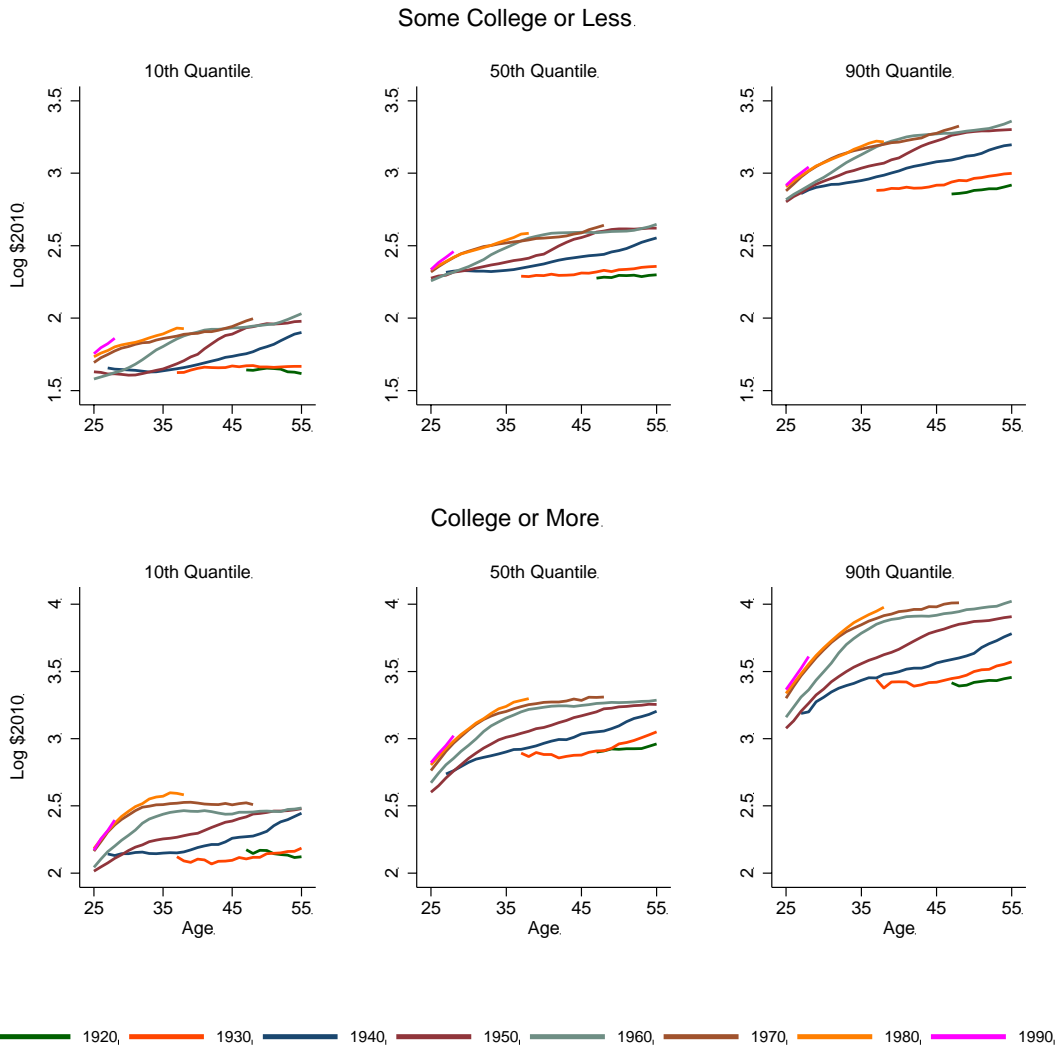 Some College or Less.
10th Quantile. 50th Quantile. 90th Quantile.
3.5. 3.5. 3.5.
3. 3. 3.
2.5. 2.5. 2.5.
2. 2. 2.
1.5. 1.5. 1.5.
Log $2010.
25 35 45 55. 25 35 45 55. 25 35 45 55.
College or More.
10th Quantile. 50th Quantile. 90th Quantile.
4. 4. 4.
3.5. 3.5. 3.5.
3. 3. 3.
2.5. 2.5. 2.5.
2. 2. 2.
Log $2010.
25 35 45 55. 25 35 45 55. 25 35 45 55.
Age. Age. Age.
1920, 1930, 1940, 1950, 1960, 1970, 1980, 1990,